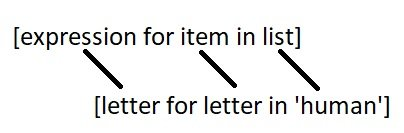 [expression for item in list]
[letter for letter in 'human']